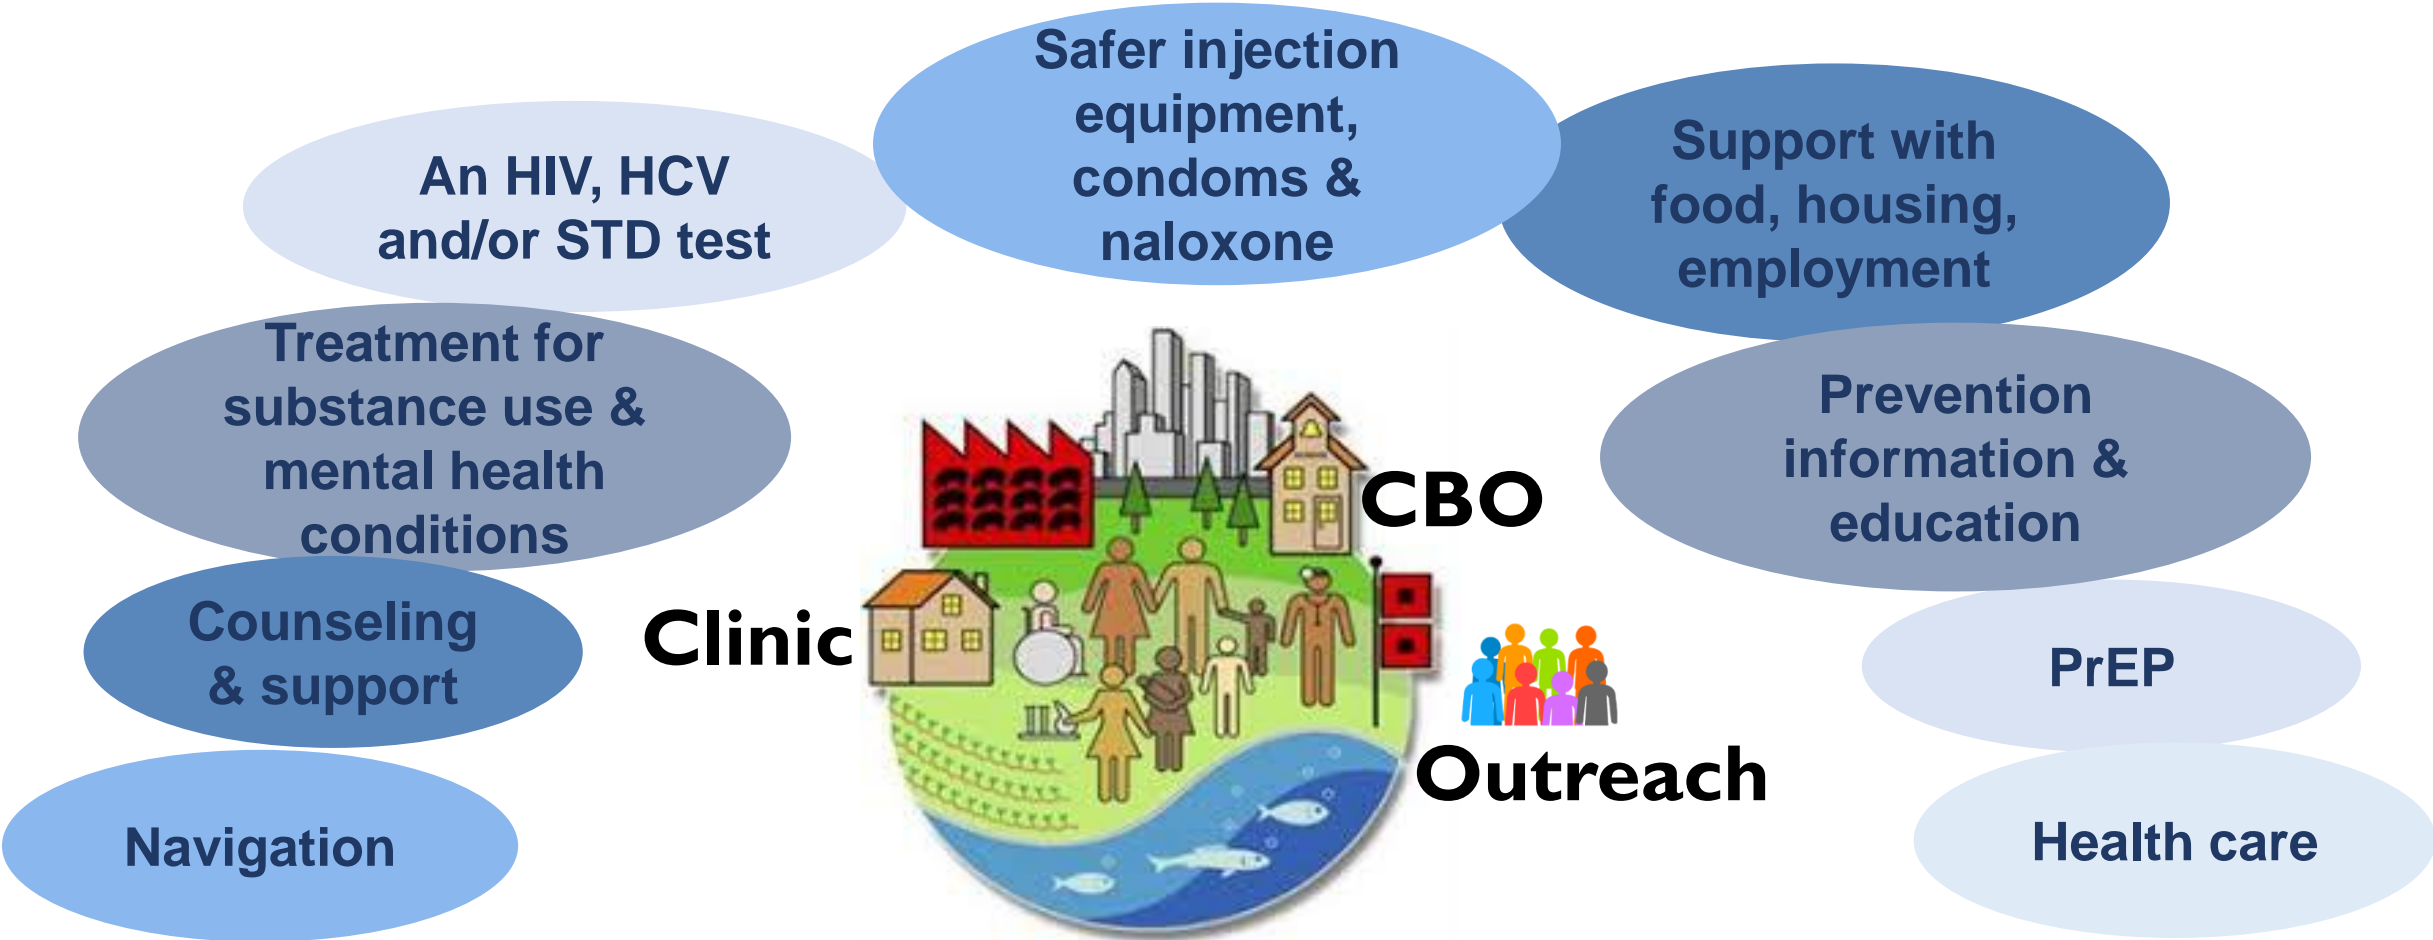 Safer injection
equipment,
condoms &
naloxone
An HIV, HCV
and/or STD test
Support with
food, housing,
employment
Treatment for
substance use &
mental health
conditions
Prevention
information &
education
CBO
Counseling
& support
Clinic
PrEP
Outreach
Navigation
Health care